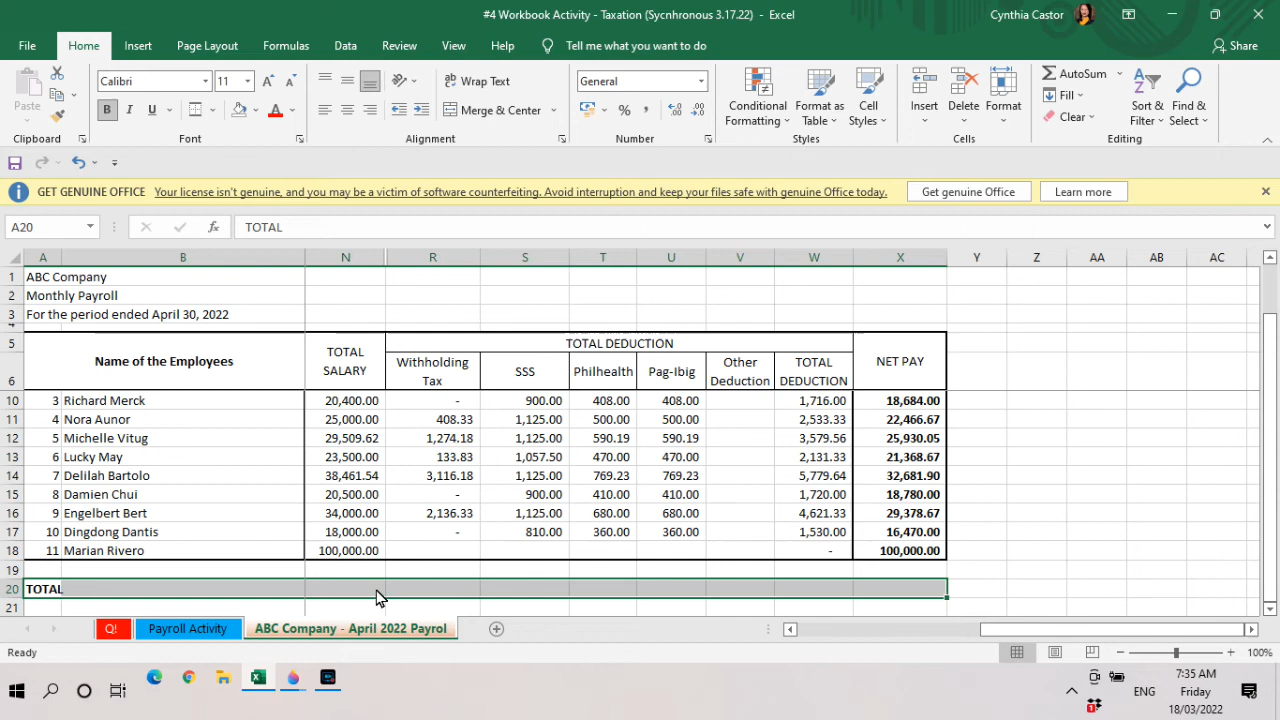 #4 Workbook Activity - Taxation (Sycnhronous 3.17.22) - Excel
Cynthia Castor
File Home Insert Page Layout Formulas Data Review View Help Tell me what you want to do Share
Paste
Calibri 11
Wrap Text
General
Conditional Formatting
Format as Table
Cell Styles
Insert Delete Format
AutoSum
Fill
Clear
Sort & Filter
Find & Select
B I U
Merge & Center
Clipboard Font Alignment Number Styles Cells Editing
GET GENUINE OFFICE Your license isn't genuine, and you may be a victim of software counterfeiting. Avoid interruption and keep your files safe with genuine Office today. Get genuine Office Learn more
A20 fx TOTAL
A B N R S T U V W X Y Z AA AB AC
1 ABC Company
2 Monthly Payroll
3 For the period ended April 30, 2022
4
5 Name of the Employees TOTAL SALARY TOTAL DEDUCTION NET PAY
6 Withholding Tax SSS Philhealth Pag-Ibig Other Deduction TOTAL DEDUCTION
10 3 Richard Merck 20,400.00 - 900.00 408.00 408.00 1,716.00 18,684.00
11 4 Nora Aunor 25,000.00 408.33 1,125.00 500.00 500.00 2,533.33 22,466.67
12 5 Michelle Vitug 29,509.62 1,274.18 1,125.00 590.19 590.19 3,579.56 25,930.05
13 6 Lucky May 23,500.00 133.83 1,057.50 470.00 470.00 2,131.33 21,368.67
14 7 Delilah Bartolo 38,461.54 3,116.18 1,125.00 769.23 769.23 5,779.64 32,681.90
15 8 Damien Chui 20,500.00 - 900.00 410.00 410.00 1,720.00 18,780.00
16 9 Engelbert Bert 34,000.00 2,136.33 1,125.00 680.00 680.00 4,621.33 29,378.67
17 10 Dingdong Dantis 18,000.00 - 810.00 360.00 360.00 1,530.00 16,470.00
18 11 Marian Rivero 100,000.00 - 100,000.00
19
20 TOTAL
21
Q! Payroll Activity ABC Company - April 2022 Payrol
Ready 100%
7:35 AM
ENG Friday
18/03/2022